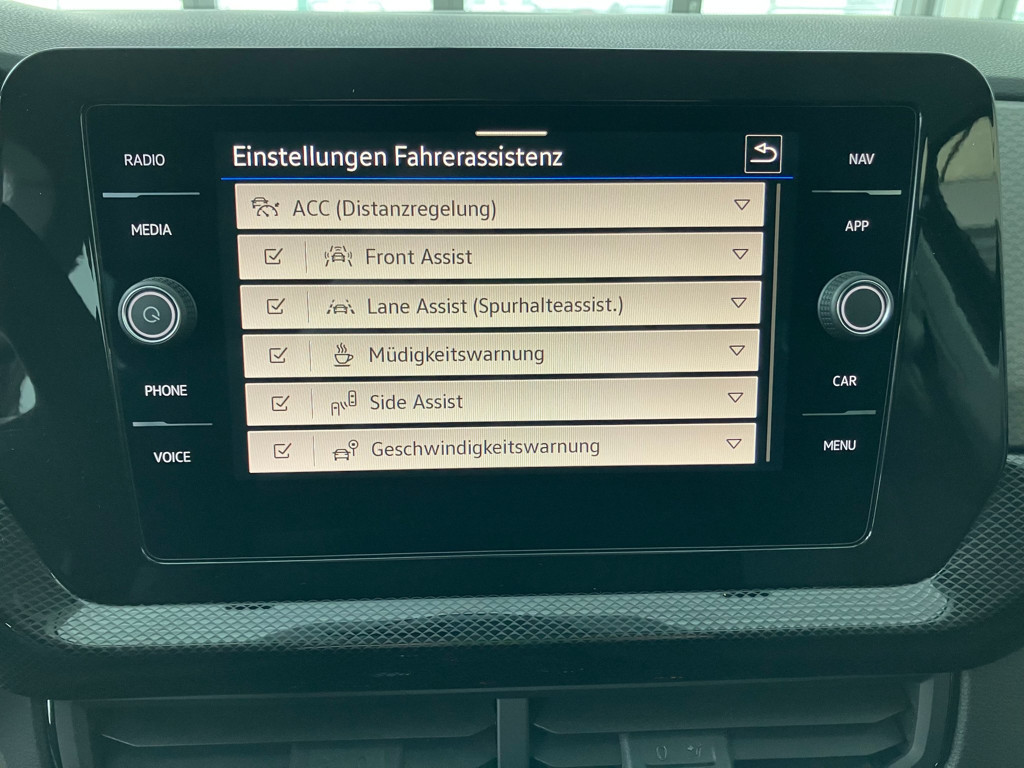 Einstellungen Fahrerassistenz
RADIO
MEDIA
PHONE
VOICE
ACC (Distanzregelung)
Front Assist
Lane Assist (Spurhalteassist.)
Müdigkeitswarnung
Side Assist
Geschwindigkeitswarnung
NAV
APP
CAR
MENU